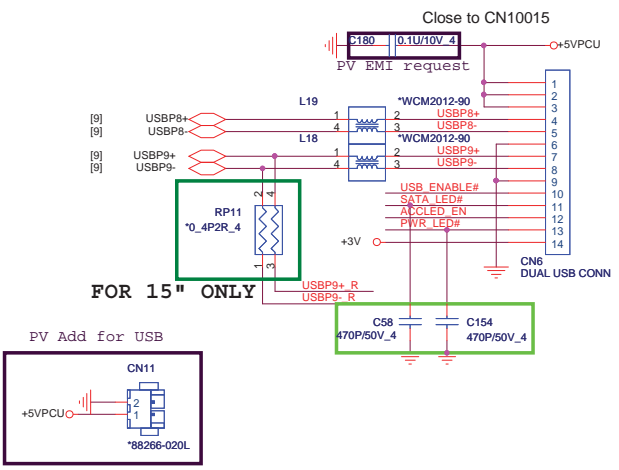 Close to CN10015
C180 0.1U/10V_4 +5VPCU
PV EMI request
L19 *WCM2012-90
[9] USBP8+ 1 2 USBP8+
[9] USBP8- 4 3 USBP8-
L18 *WCM2012-90
[9] USBP9+ 1 2 USBP9+
[9] USBP9- 4 3 USBP9-
1
2
3
4
5
6
7
8
9
10
11
12
13
14
USB_ENABLE#
SATA_LED#
ACCLED_EN
PWR_LED#
+3V
CN6
DUAL USB CONN
2 4
RP11
*0_4P2R_4
1 3
FOR 15" ONLY
USBP9+_R
USBP9-_R
C58 C154
470P/50V_4 470P/50V_4
PV Add for USB
CN11
2
+5VPCU 1
*88266-020L